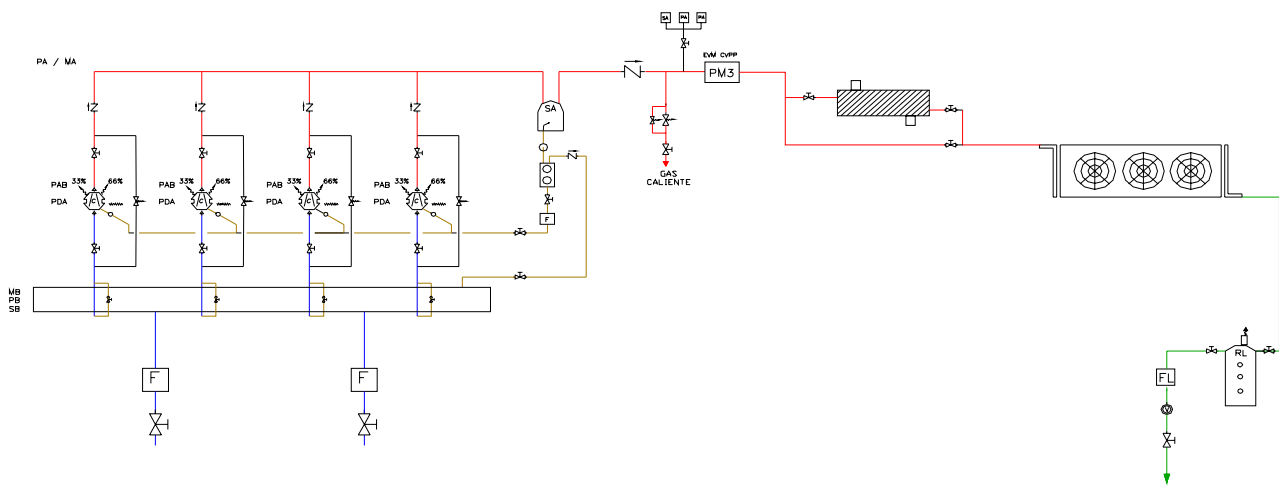 SA PA PA
PA / MA
EVM CVPP
PM3
SA
GAS
CALIENTE
PAB 33% 66%
PDA C
PAB 33% 66%
PDA C
PAB 33% 66%
PDA C
PAB 33% 66%
PDA C
F
MB
PB
SB
F
F
RL
FL
V